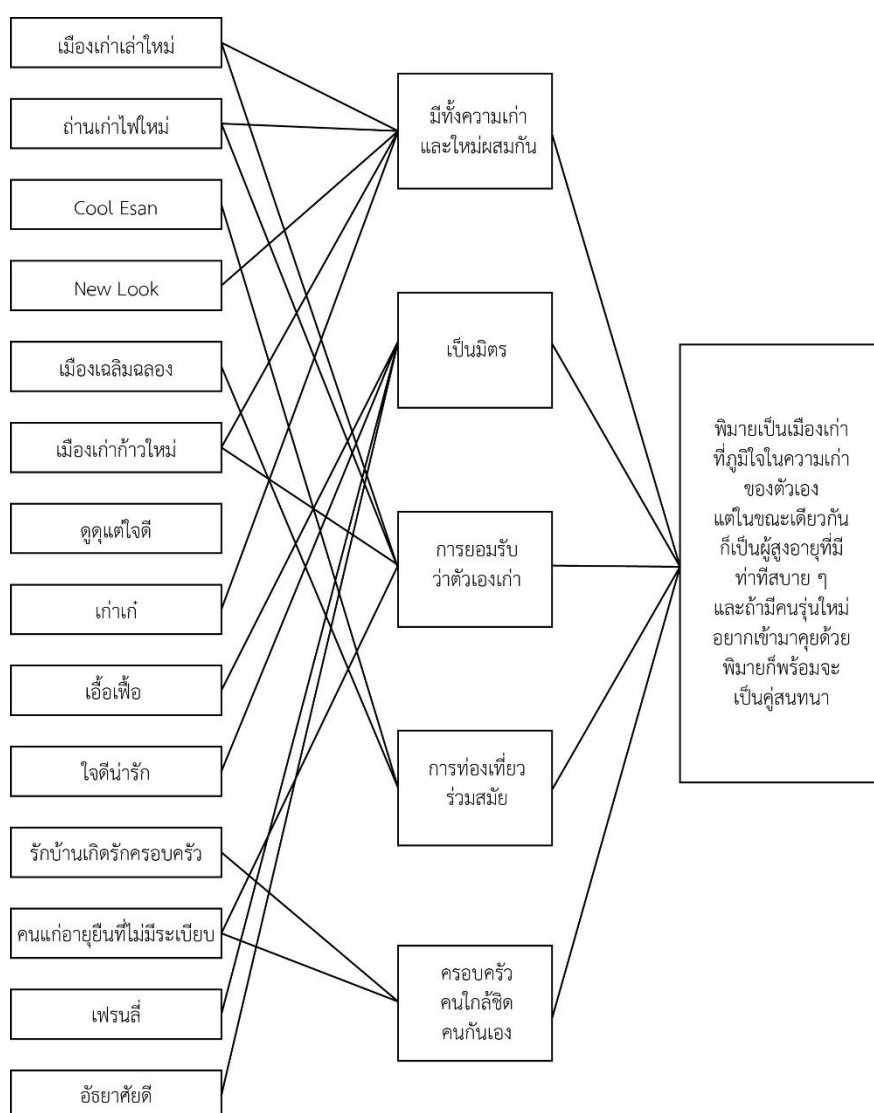 เมืองเก่าเล่าใหม่
ถ่านเก่าไฟใหม่
Cool Esan
New Look
เมืองเฉลิมฉลอง
เมืองเก่าก้าวใหม่
ดูดุแต่ใจดี
เก่าเก๋
เอื้อเฟื้อ
ใจดีน่ารัก
รักบ้านเกิดรักครอบครัว
คนแก่อายุยืนที่ไม่มีระเบียบ
เฟรนลี่
อัธยาศัยดี
มีทั้งความเก่า
และใหม่ผสมกัน
เป็นมิตร
การยอมรับ
ว่าตัวเองเก่า
การท่องเที่ยว
ร่วมสมัย
ครอบครัว
คนใกล้ชิด
คนกันเอง
พิมายเป็นเมืองเก่า
ที่ภูมิใจในความเก่า
ของตัวเอง
แต่ในขณะเดียวกัน
ก็เป็นผู้สูงอายุที่มี
ท่าทีสบาย ๆ
และถ้ามีคนรุ่นใหม่
อยากเข้ามาคุยด้วย
พิมายก็พร้อมจะ
เป็นคู่สนทนา